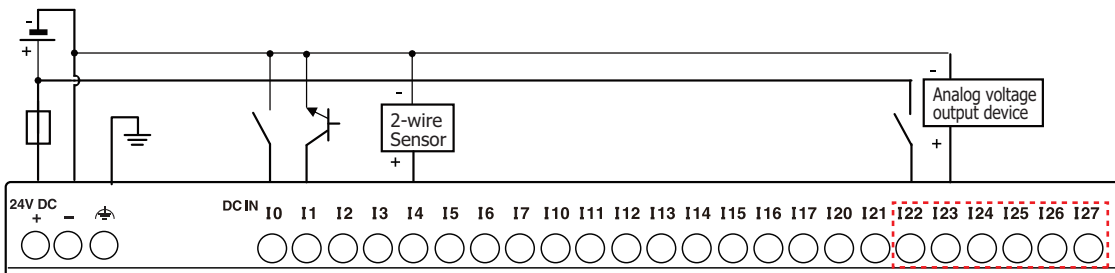 -
+
-
2-wire
Sensor
+
-
Analog voltage
output device
+
24V DC
+ –
DC IN I0 I1 I2 I3 I4 I5 I6 I7 I10 I11 I12 I13 I14 I15 I16 I17 I20 I21 I22 I23 I24 I25 I26 I27